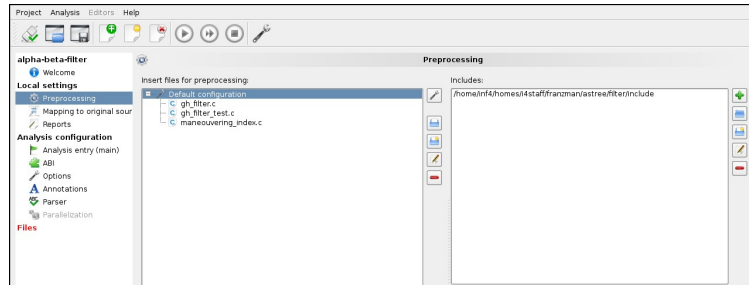 Project Analysis Editors Help
alpha-beta-filter
Welcome
Local settings
Preprocessing
Mapping to original sour
Reports
Analysis configuration
Analysis entry (main)
ABI
Options
Annotations
Parser
Parallelization
Files
Preprocessing
Insert files for preprocessing:
Default configuration
gh_filter.c
gh_filter_test.c
maneouvering_index.c
Includes:
/home/inf4/homes/i4staff/franzman/astree/filter/include